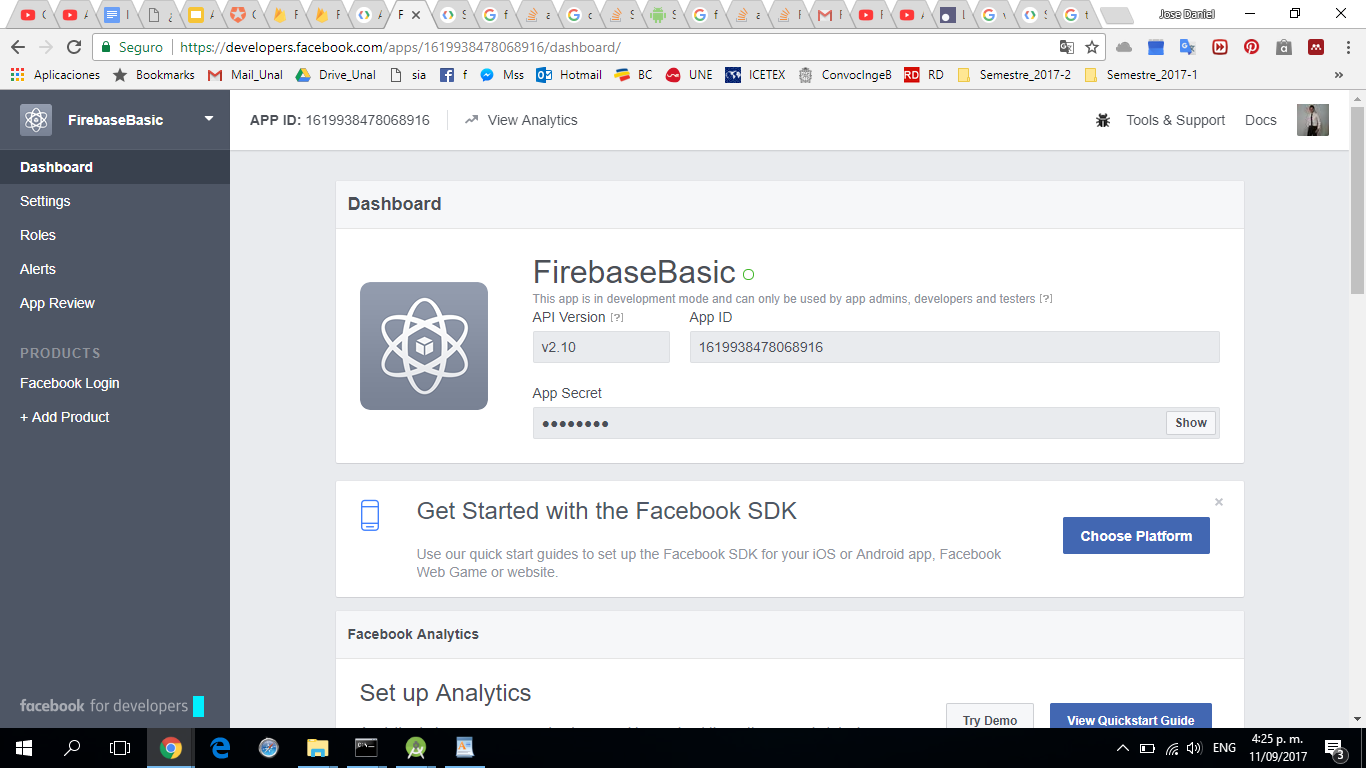 Jose Daniel
Seguro https://developers.facebook.com/apps/1619938478068916/dashboard/
Aplicaciones Bookmarks Mail_Unal Drive_Unal sia f Mss Hotmail BC UNE ICETEX ConvocIngeB RD RD Semestre_2017-2 Semestre_2017-1 »
FirebaseBasic
APP ID: 1619938478068916 View Analytics Tools & Support Docs
Dashboard
Settings
Roles
Alerts
App Review
PRODUCTS
Facebook Login
+ Add Product
facebook for developers
Dashboard
FirebaseBasic
This app is in development mode and can only be used by app admins, developers and testers [?]
API Version [?] App ID
v2.10 1619938478068916
App Secret
●●●●●●●● Show
Get Started with the Facebook SDK
Use our quick start guides to set up the Facebook SDK for your iOS or Android app, Facebook
Web Game or website.
Choose Platform
Facebook Analytics
Set up Analytics
Try Demo View Quickstart Guide
ENG
4:25 p. m.
11/09/2017
3